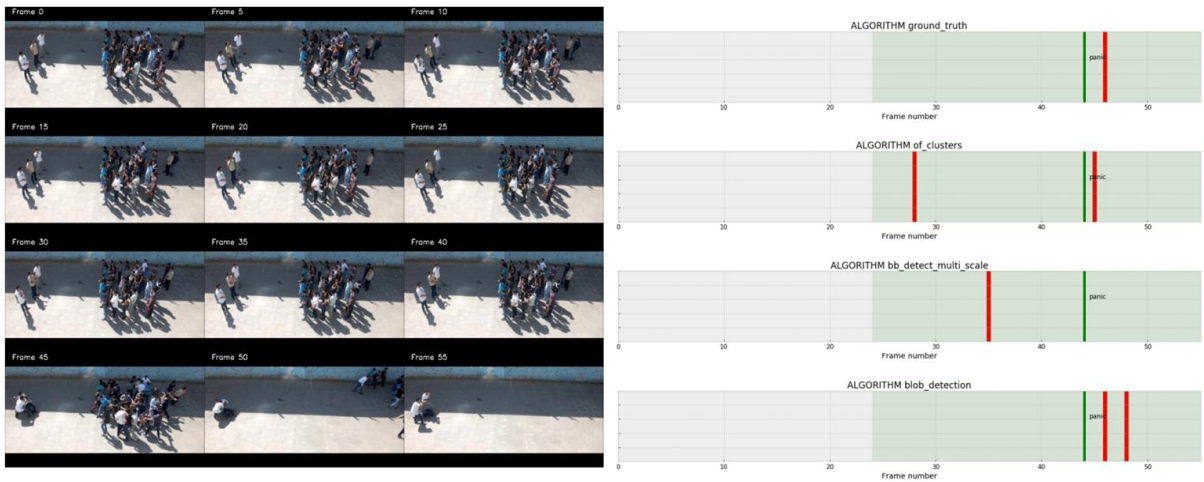 Frame 0 Frame 5 Frame 10
Frame 15 Frame 20 Frame 25
Frame 30 Frame 35 Frame 40
Frame 45 Frame 50 Frame 55
ALGORITHM ground_truth
panic
0 10 20 30 40 50
Frame number
ALGORITHM of_clusters
panic
0 10 20 30 40 50
Frame number
ALGORITHM bb_detect_multi_scale
panic
0 10 20 30 40 50
Frame number
ALGORITHM blob_detection
panic
0 10 20 30 40 50
Frame number